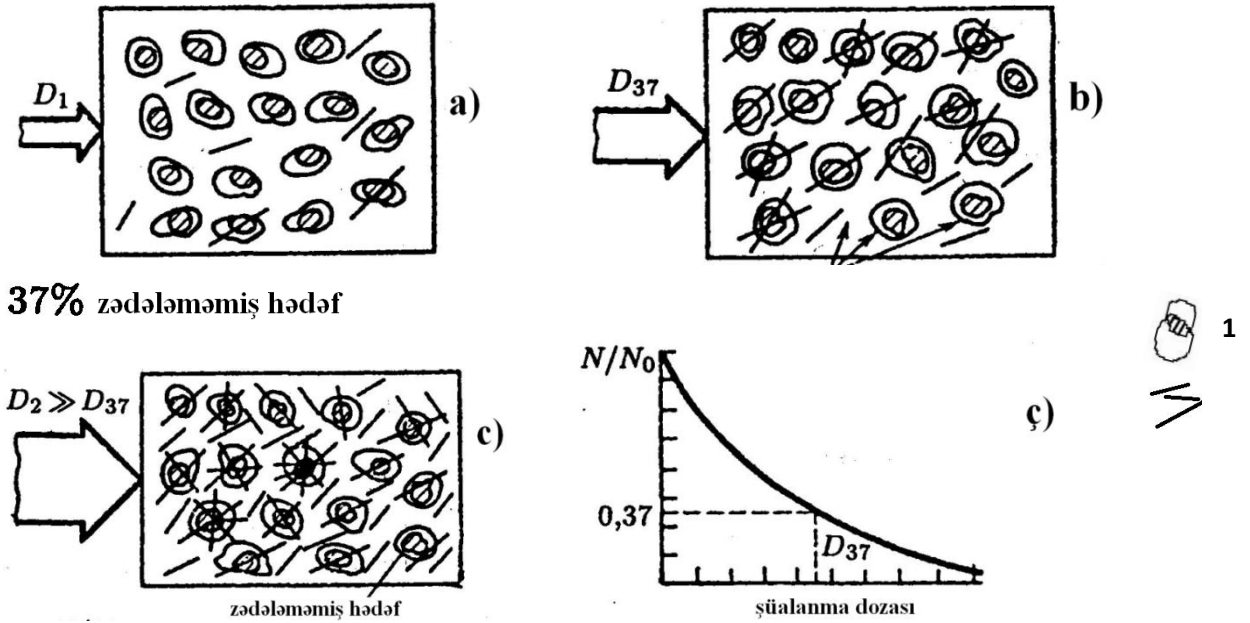 D₁
a)
D₃₇
b)
37% zədələməmiş hədəf
1
D₂ ≫ D₃₇
c)
zədələməmiş hədəf
N/N₀
ç)
0,37
D₃₇
şüalanma dozası